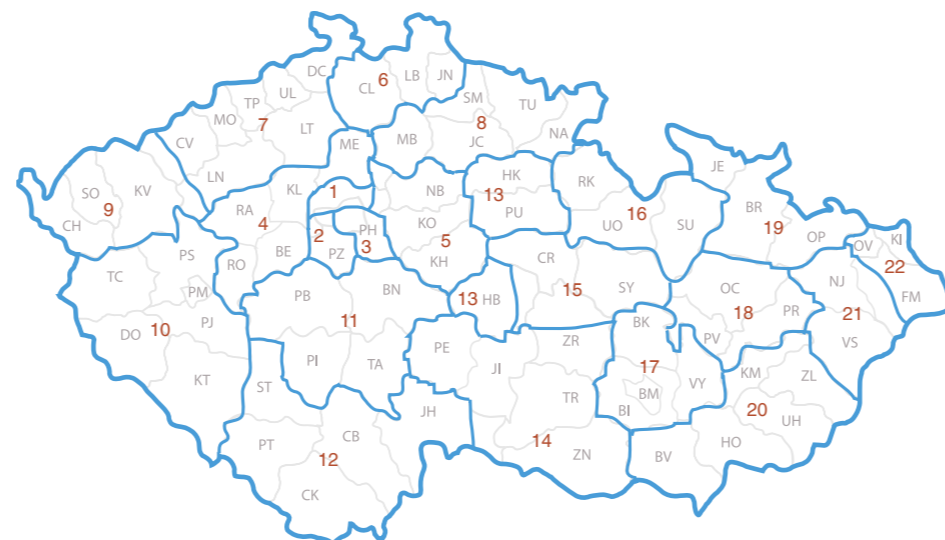 DC
6
LB
JN
CL
UL
TP
SM
TU
MO
7
LT
8
NA
CV
ME
MB
JC
JE
LN
HK
RK
SO
KV
KL
1
NB
13
BR
9
RA
4
PU
16
19
CH
2
PH
KO
UO
SU
OP
KI
PZ
3
5
OV
22
PS
RO
BE
KH
CR
TC
SY
OC
NJ
FM
PM
PB
BN
13
HB
15
18
PR
21
DO
10
PJ
11
BK
PV
VS
PE
ZR
17
KM
ZL
KT
ST
PI
TA
JI
BM
VY
TR
BI
20
UH
JH
PT
CB
14
HO
12
ZN
BV
CK